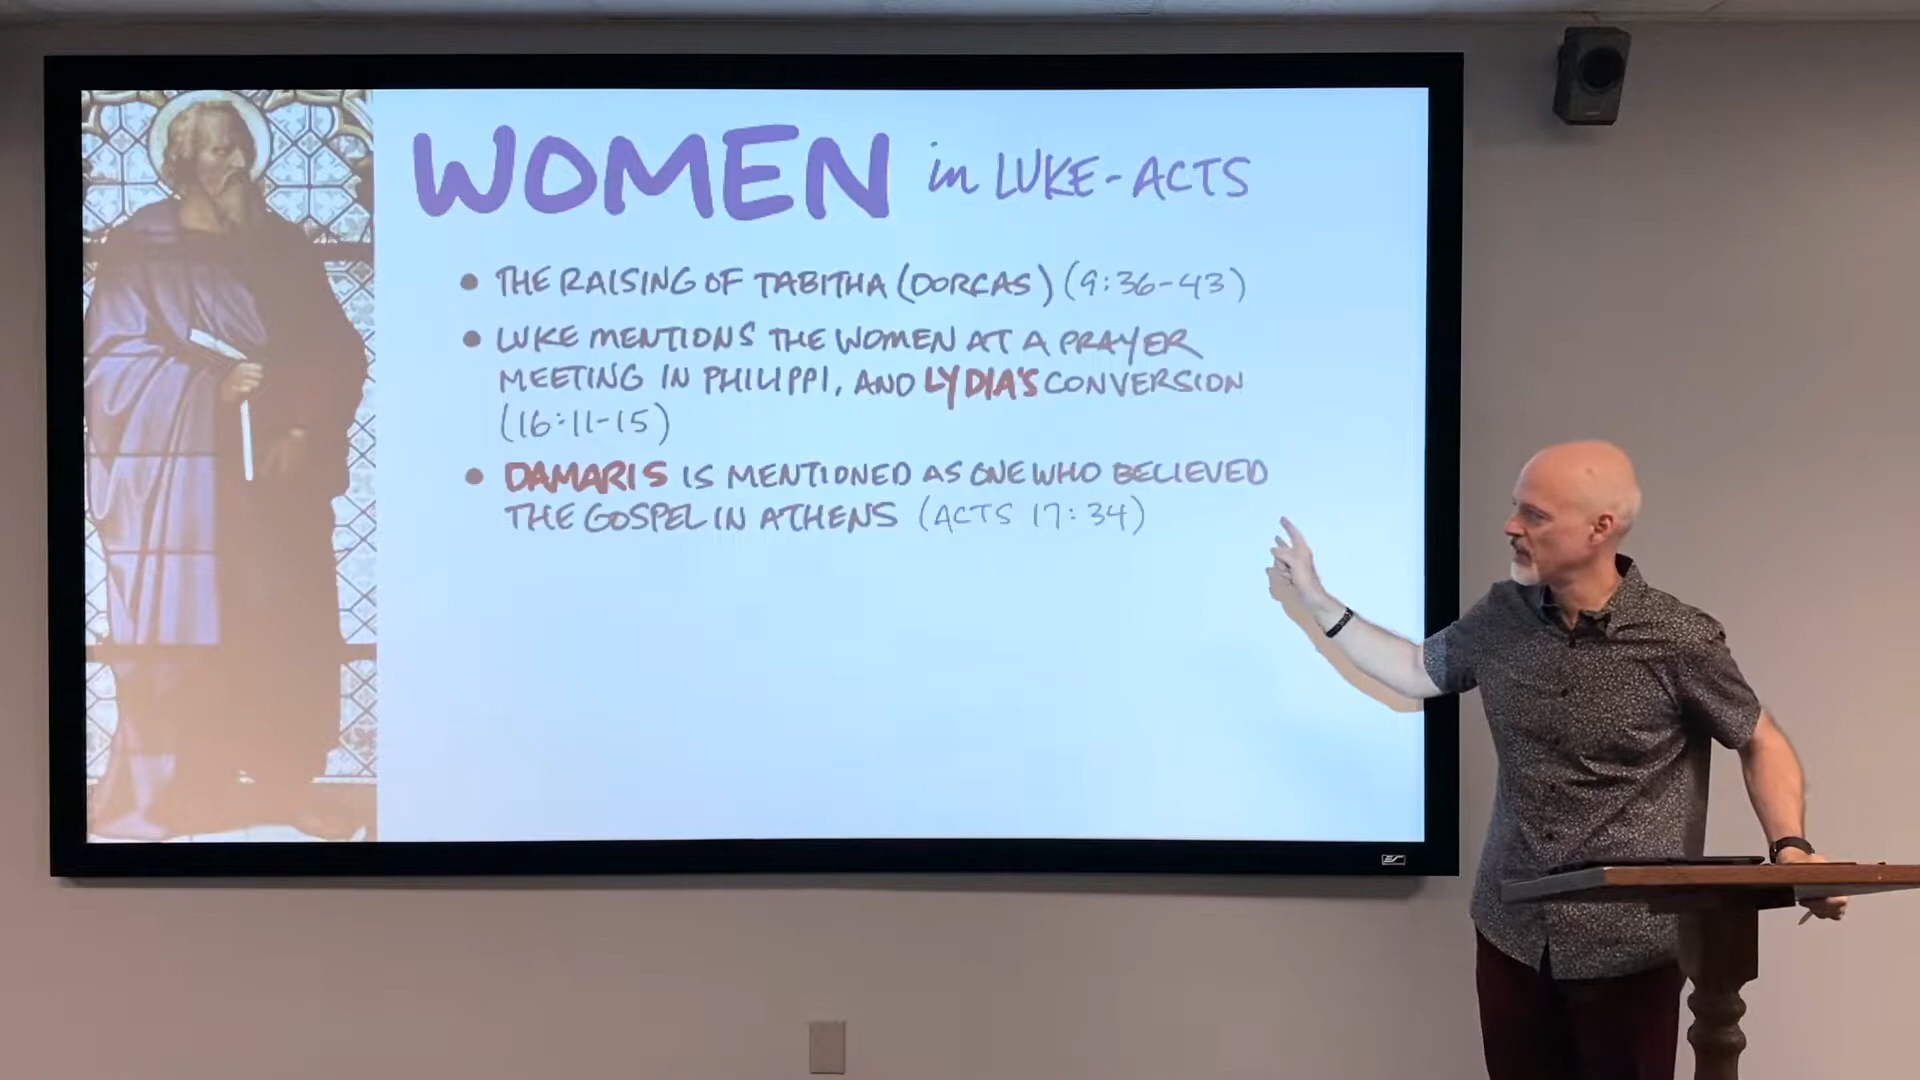 WOMEN in LUKE-ACTS
• THE RAISING OF TABITHA (DORCAS) (9:36-43)
• LUKE MENTIONS THE WOMEN AT A PRAYER
MEETING IN PHILIPPI, AND LYDIA'S CONVERSION
(16:11-15)
• DAMARIS IS MENTIONED AS ONE WHO BELIEVED
THE GOSPEL IN ATHENS (ACTS 17:34)